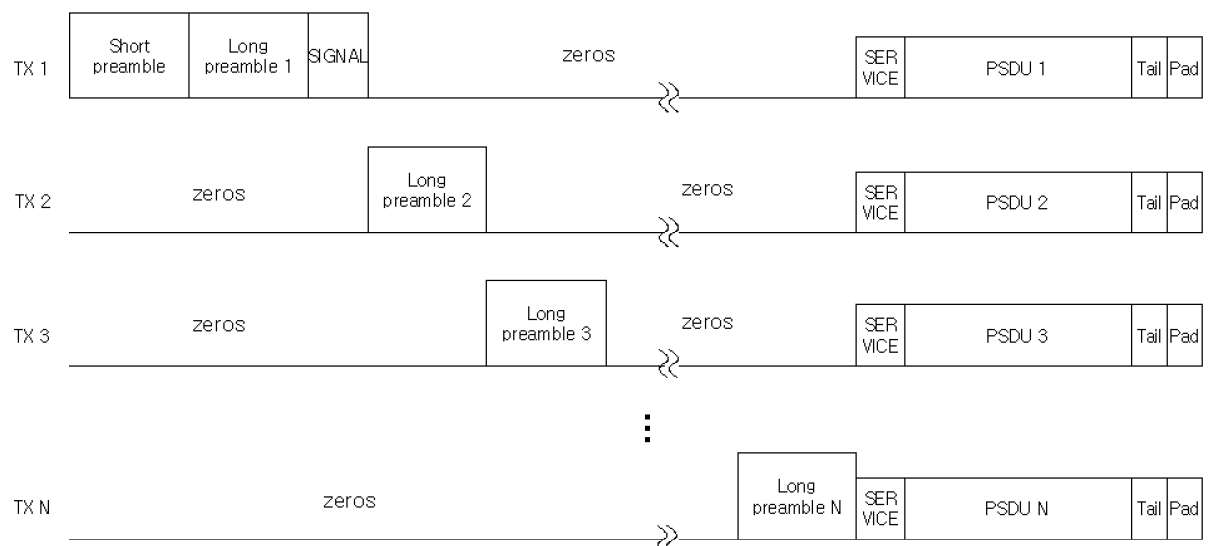 TX 1
Short
preamble
Long
preamble 1
SIGNAL
zeros
SER
VICE
PSDU 1
Tail
Pad
TX 2
zeros
Long
preamble 2
zeros
SER
VICE
PSDU 2
Tail
Pad
TX 3
zeros
Long
preamble 3
zeros
SER
VICE
PSDU 3
Tail
Pad
TX N
zeros
Long
preamble N
SER
VICE
PSDU N
Tail
Pad